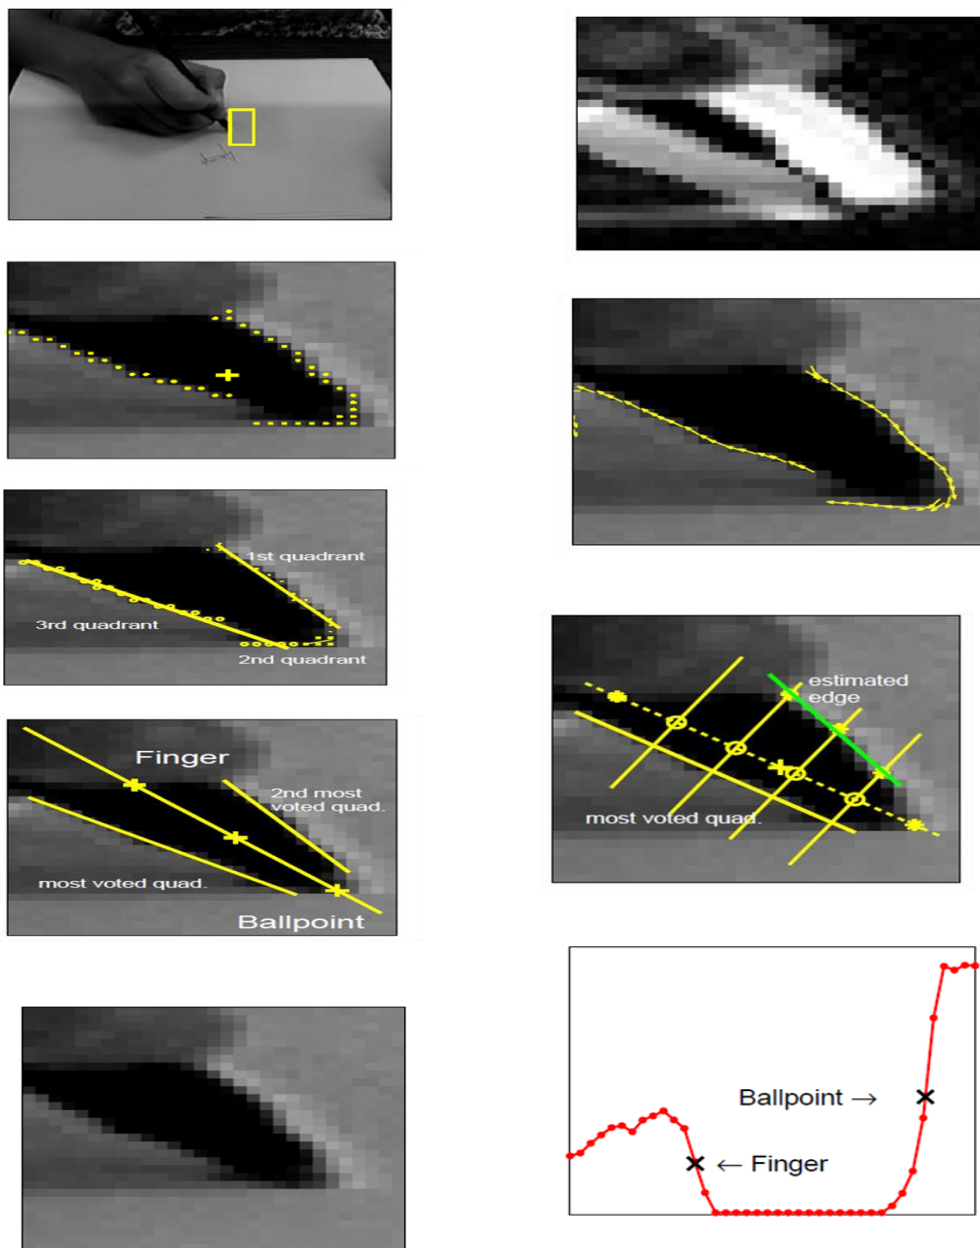 1st quadrant
3rd quadrant
2nd quadrant
estimated
edge
most voted quad.
Finger
2nd most
voted quad.
most voted quad.
Ballpoint
Ballpoint →
← Finger